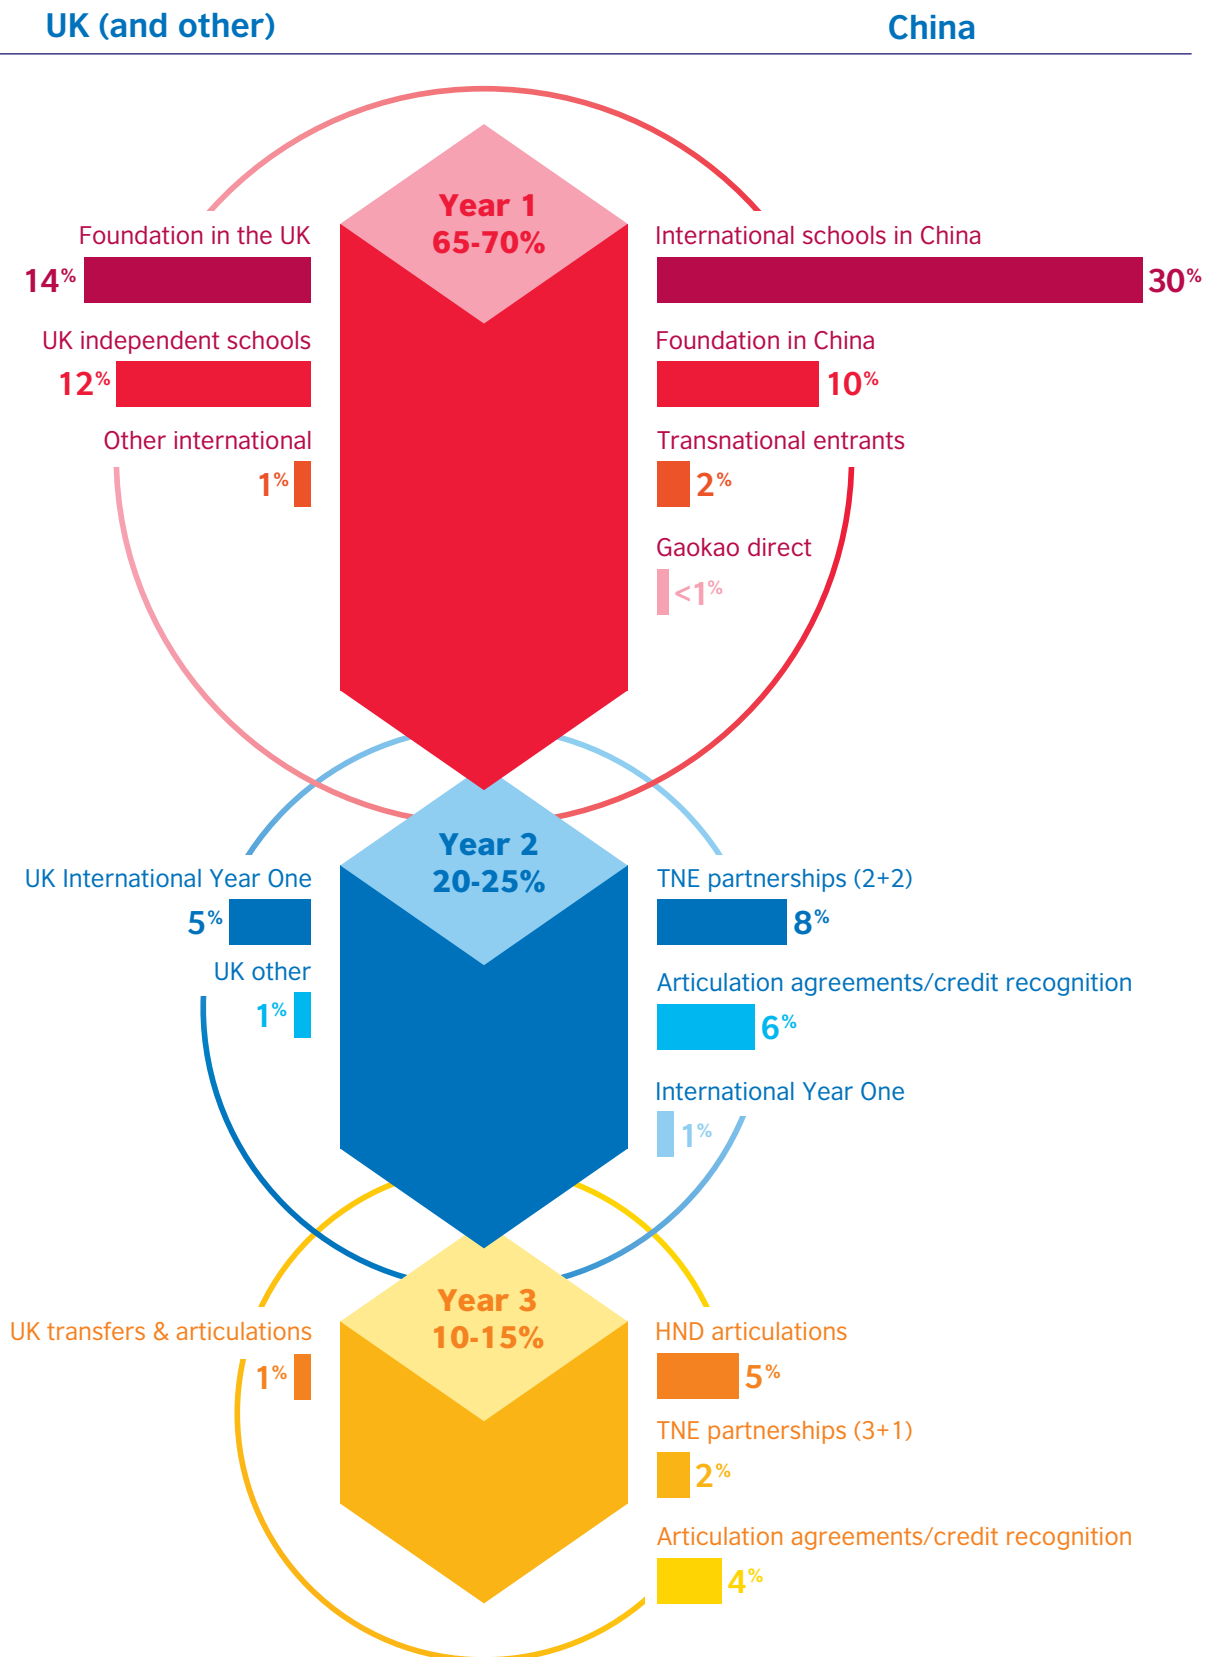 UK (and other)
China
Year 1
65-70%
Foundation in the UK
14%
UK independent schools
12%
Other international
1%
International schools in China
30%
Foundation in China
10%
Transnational entrants
2%
Gaokao direct
<1%
Year 2
20-25%
UK International Year One
5%
UK other
1%
TNE partnerships (2+2)
8%
Articulation agreements/credit recognition
6%
International Year One
1%
Year 3
10-15%
UK transfers & articulations
1%
HND articulations
5%
TNE partnerships (3+1)
2%
Articulation agreements/credit recognition
4%